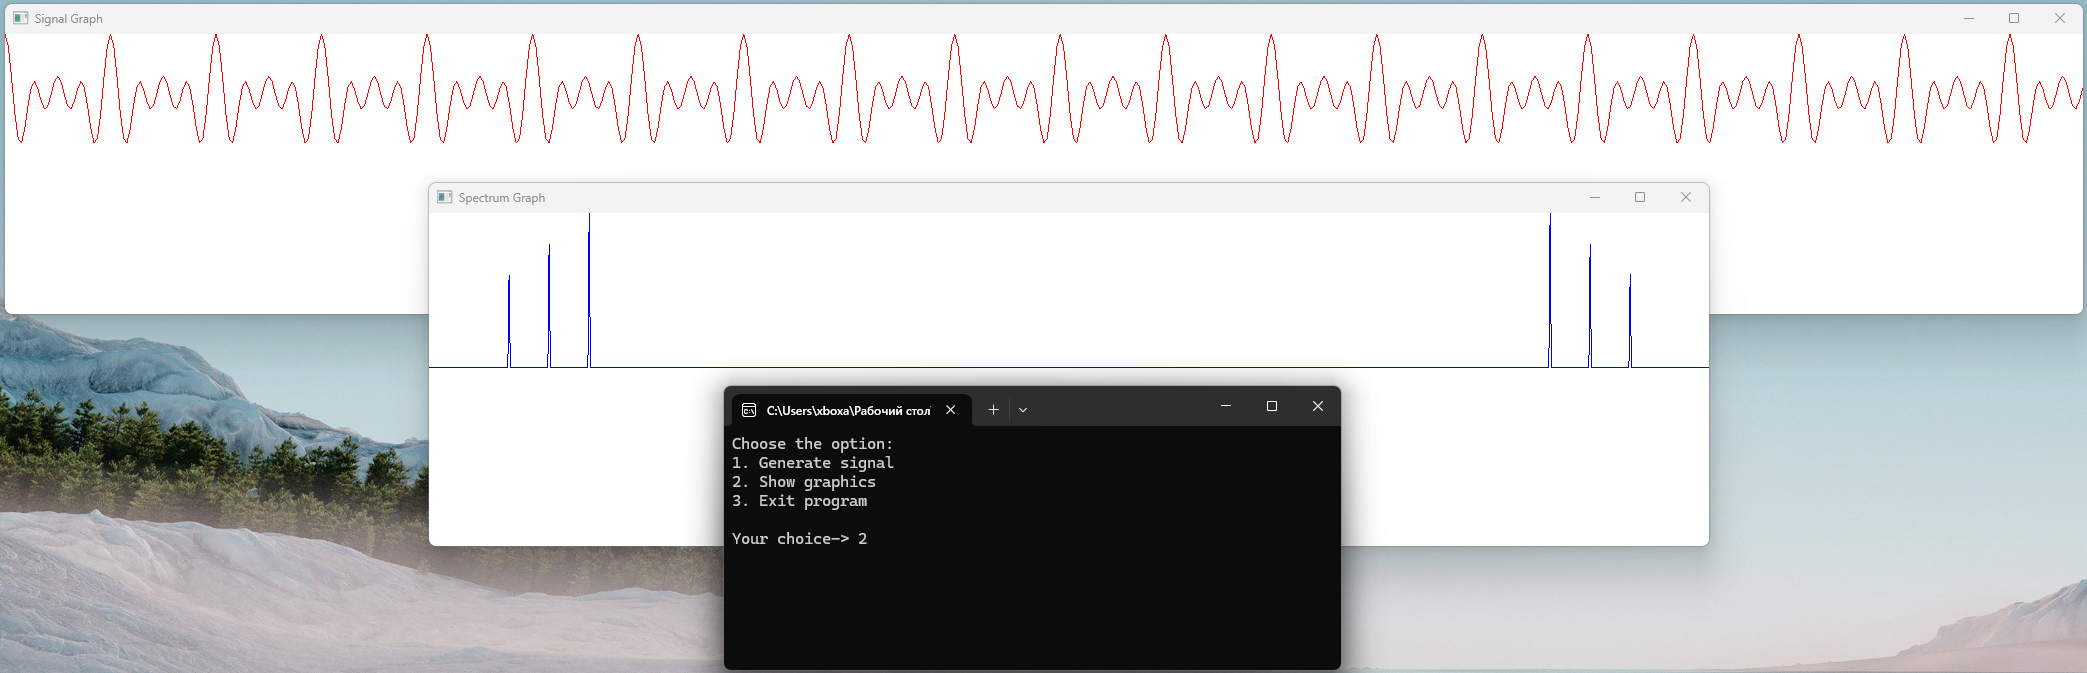 Signal Graph
Spectrum Graph
C:\Users\xboxa\Рабочий стол
Choose the option:
1. Generate signal
2. Show graphics
3. Exit program
Your choice-> 2